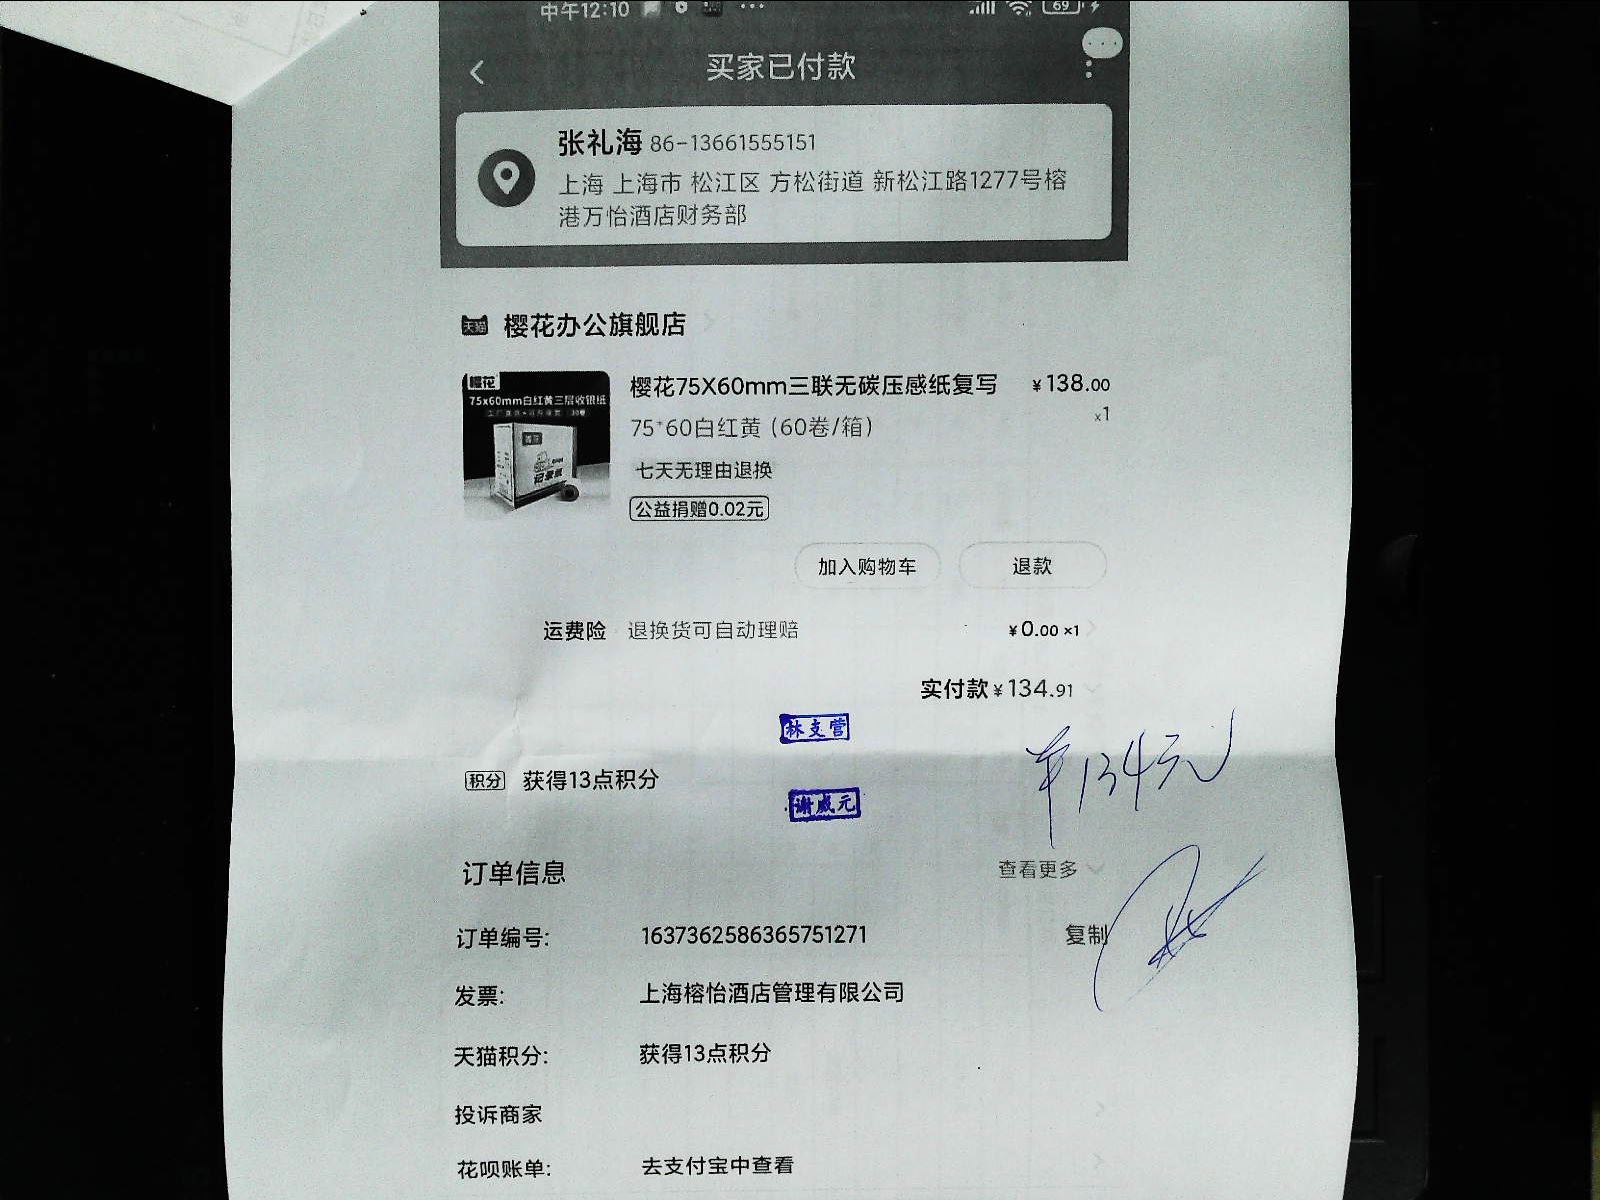 中午12:10 69
买家已付款
张礼海 86-13661555151
上海 上海市 松江区 方松街道 新松江路1277号榕
港万怡酒店财务部
天猫 樱花办公旗舰店
樱花
75x60mm白红黄三层收银纸
樱花75X60mm三联无碳压感纸复写 ¥138.00
75*60白红黄 (60卷/箱) x1
七天无理由退换
公益捐赠0.02元
加入购物车 退款
运费险 退换货可自动理赔 ¥0.00 x1
实付款 ¥134.91
林支营
¥134元
积分 获得13点积分
谢威元
订单信息 查看更多
订单编号: 1637362586365751271 复制
发票: 上海榕怡酒店管理有限公司
天猫积分: 获得13点积分
投诉商家
花呗账单: 去支付宝中查看